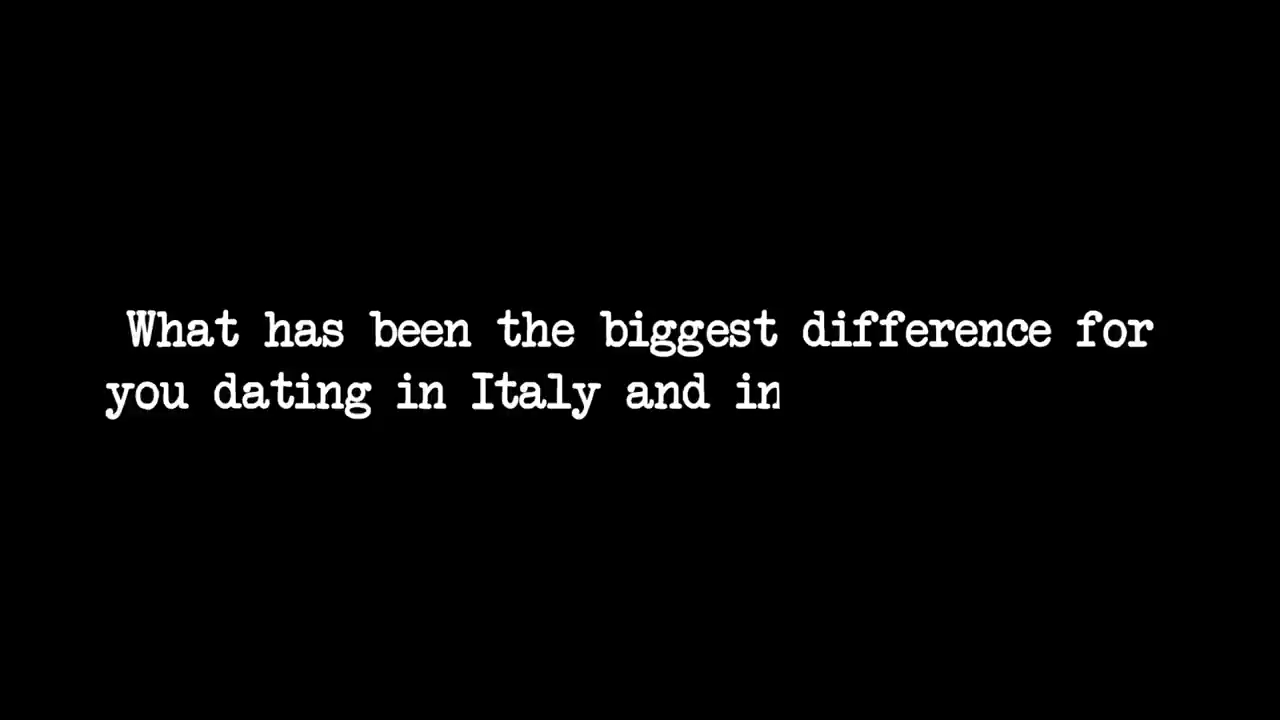 What has been the biggest difference for
you dating in Italy and in